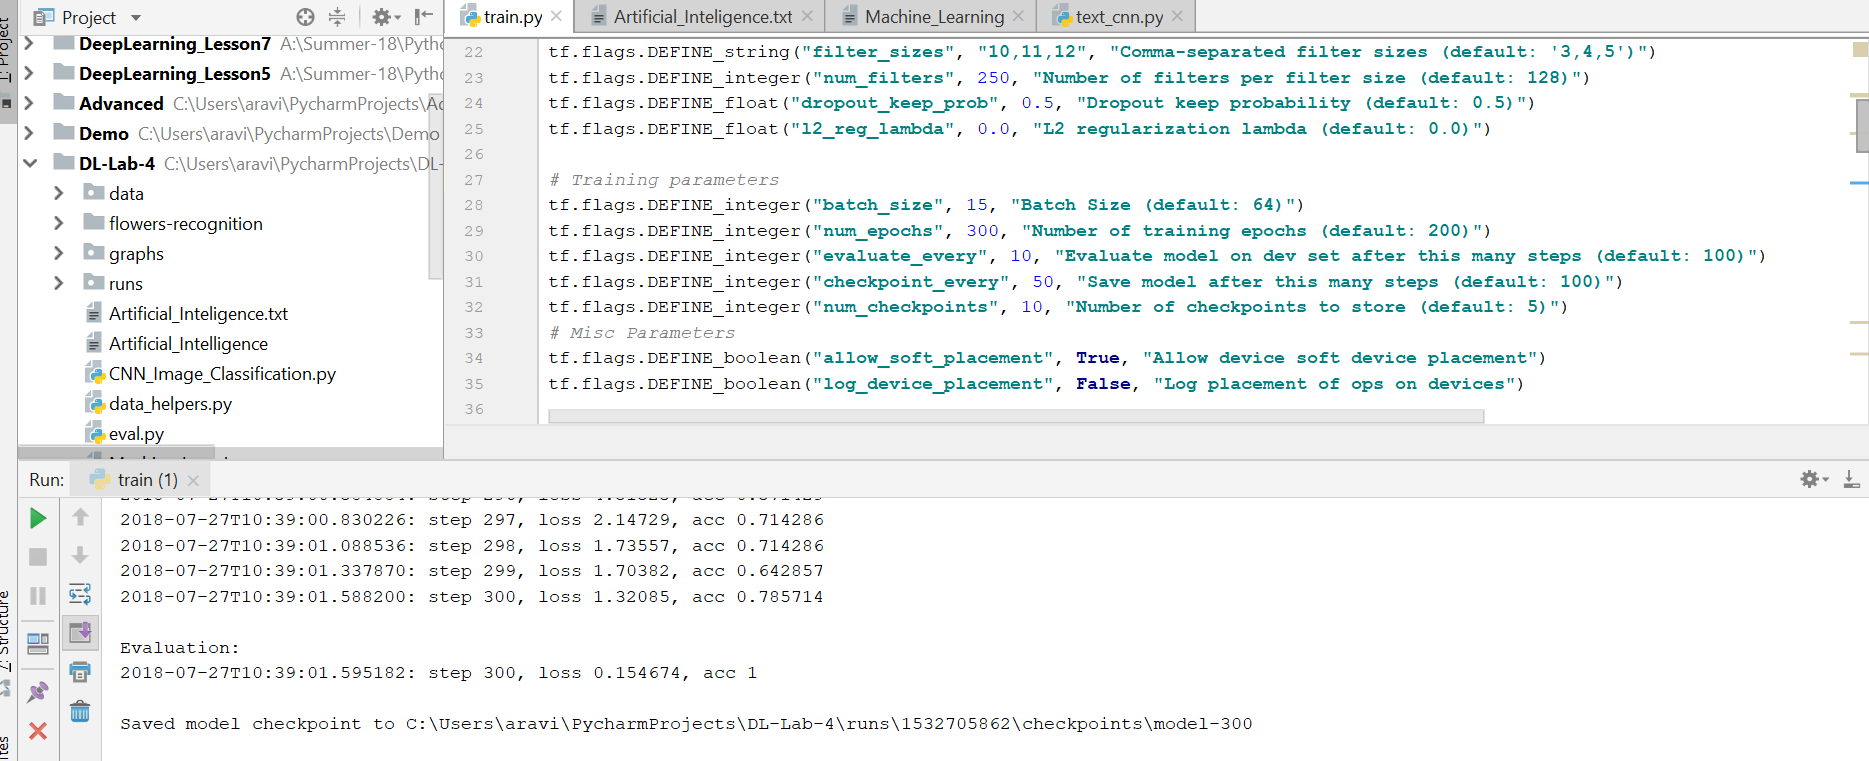 Project
train.py
Artificial_Inteligence.txt
Machine_Learning
text_cnn.py
Project
DeepLearning_Lesson7 A:\Summer-18\Pytho
DeepLearning_Lesson5 A:\Summer-18\Pytho
Advanced C:\Users\aravi\PycharmProjects\Ad
Demo C:\Users\aravi\PycharmProjects\Demo
DL-Lab-4 C:\Users\aravi\PycharmProjects\DL-
data
flowers-recognition
graphs
runs
Artificial_Inteligence.txt
Artificial_Intelligence
CNN_Image_Classification.py
data_helpers.py
eval.py
22 tf.flags.DEFINE_string("filter_sizes", "10,11,12", "Comma-separated filter sizes (default: '3,4,5')")
23 tf.flags.DEFINE_integer("num_filters", 250, "Number of filters per filter size (default: 128)")
24 tf.flags.DEFINE_float("dropout_keep_prob", 0.5, "Dropout keep probability (default: 0.5)")
25 tf.flags.DEFINE_float("l2_reg_lambda", 0.0, "L2 regularization lambda (default: 0.0)")
26
27 # Training parameters
28 tf.flags.DEFINE_integer("batch_size", 15, "Batch Size (default: 64)")
29 tf.flags.DEFINE_integer("num_epochs", 300, "Number of training epochs (default: 200)")
30 tf.flags.DEFINE_integer("evaluate_every", 10, "Evaluate model on dev set after this many steps (default: 100)")
31 tf.flags.DEFINE_integer("checkpoint_every", 50, "Save model after this many steps (default: 100)")
32 tf.flags.DEFINE_integer("num_checkpoints", 10, "Number of checkpoints to store (default: 5)")
33 # Misc Parameters
34 tf.flags.DEFINE_boolean("allow_soft_placement", True, "Allow device soft device placement")
35 tf.flags.DEFINE_boolean("log_device_placement", False, "Log placement of ops on devices")
36
Run: train (1)
2018-07-27T10:39:00.830226: step 297, loss 2.14729, acc 0.714286
2018-07-27T10:39:01.088536: step 298, loss 1.73557, acc 0.714286
2018-07-27T10:39:01.337870: step 299, loss 1.70382, acc 0.642857
2018-07-27T10:39:01.588200: step 300, loss 1.32085, acc 0.785714
Evaluation:
2018-07-27T10:39:01.595182: step 300, loss 0.154674, acc 1
Saved model checkpoint to C:\Users\aravi\PycharmProjects\DL-Lab-4\runs\1532705862\checkpoints\model-300
7: Structure